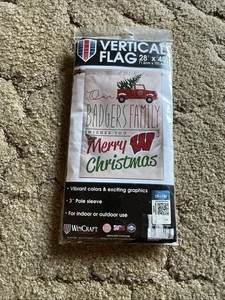 VERTICAL
FLAG 28" x 40"
Our
BADGERS FAMILY
WISHES YOU
Merry W
Christmas
• Vibrant colors & exciting graphics
• 3" Pole sleeve
• For indoor or outdoor use
WINCRAFT